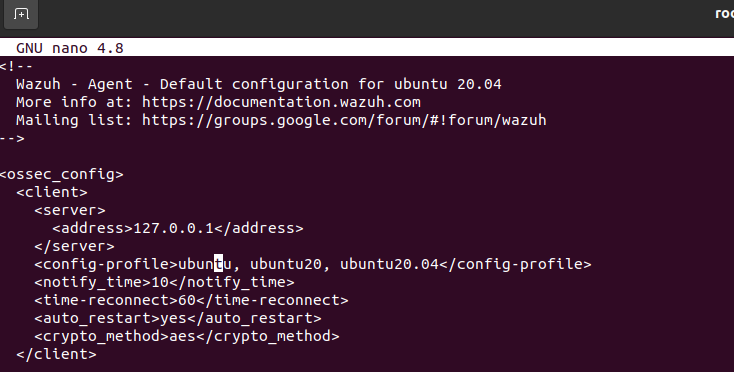 roo
GNU nano 4.8
<!--
  Wazuh - Agent - Default configuration for ubuntu 20.04
  More info at: https://documentation.wazuh.com
  Mailing list: https://groups.google.com/forum/#!forum/wazuh
-->
<ossec_config>
  <client>
    <server>
      <address>127.0.0.1</address>
    </server>
    <config-profile>ubuntu, ubuntu20, ubuntu20.04</config-profile>
    <notify_time>10</notify_time>
    <time-reconnect>60</time-reconnect>
    <auto_restart>yes</auto_restart>
    <crypto_method>aes</crypto_method>
  </client>